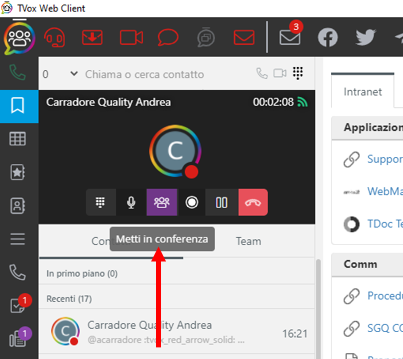 TVox Web Client
3
0
Chiama o cerca contatto
Carradore Quality Andrea
00:02:08
C
Metti in conferenza
Team
In primo piano (0)
Recenti (17)
C
Carradore Quality Andrea
@acarradore :tvox_red_arrow_solid: ...
16:21
1
1
Intranet
Applicazion
Suppor
WebMa
TDoc Te
Comm
Procedu
SGQ CO